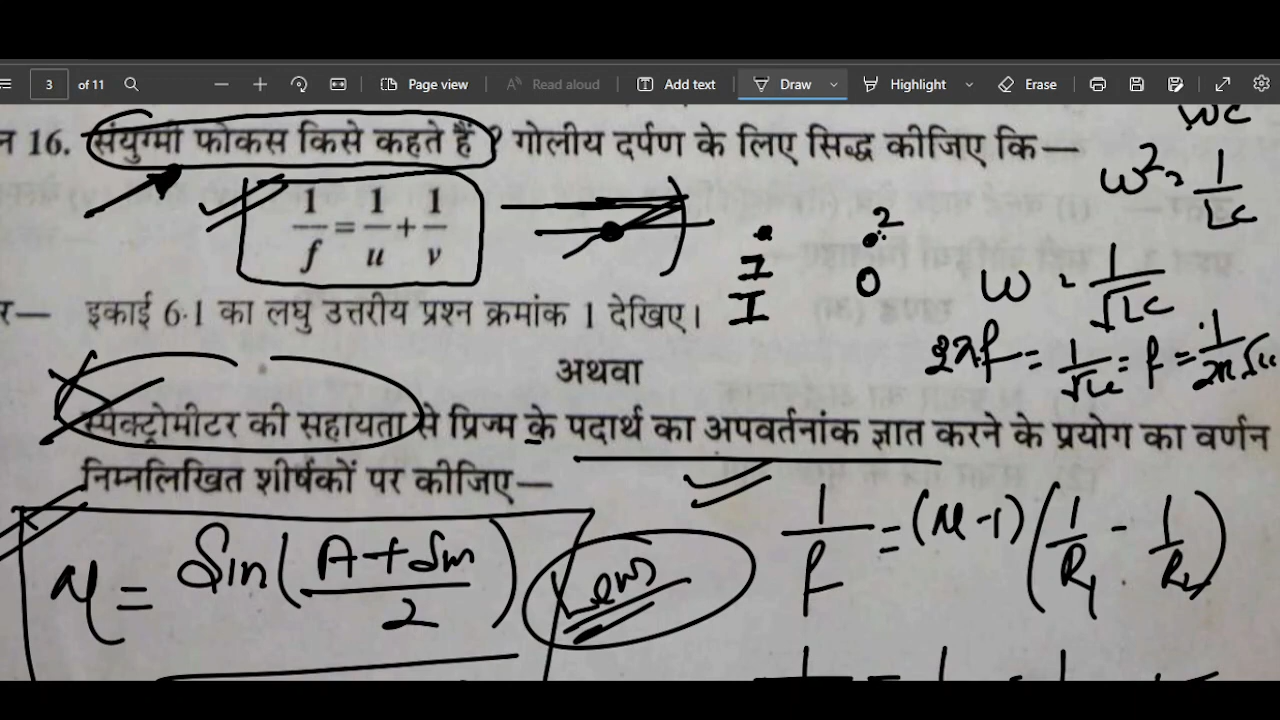 3 of 11 Page view Read aloud Add text Draw Highlight Erase
न 16. संयुग्मी फोकस किसे कहते हैं ? गोलीय दर्पण के लिए सिद्ध कीजिए कि—
WC
1/f = 1/u + 1/v
ω² = 1/LC
2
I O
I
ω = 1/√LC
र— इकाई 6·1 का लघु उत्तरीय प्रश्न क्रमांक 1 देखिए।
2πf = 1/√LC = f = 1/2π√LC
अथवा
स्पेक्ट्रोमीटर की सहायता से प्रिज्म के पदार्थ का अपवर्तनांक ज्ञात करने के प्रयोग का वर्णन
निम्नलिखित शीर्षकों पर कीजिए—
μ = Sin(A+δm/2)
Lens
1/f = (μ-1)(1/R₁ - 1/R₂)